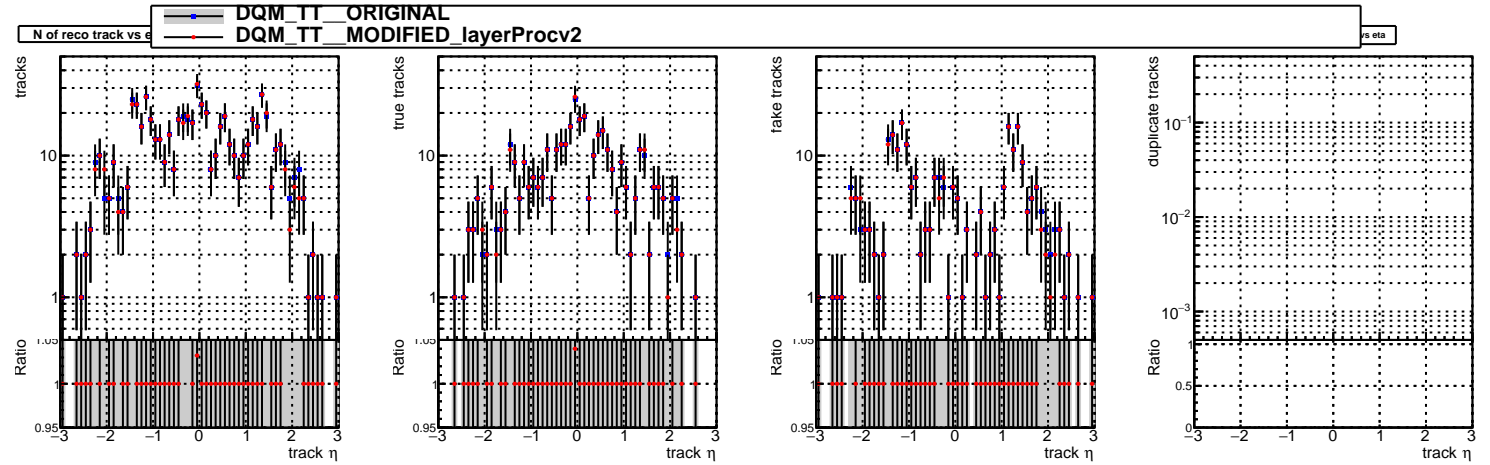 DQM_TT__ORIGINAL
DQM_TT__MODIFIED_layerProcv2
N of reco track vs e
vs eta
tracks
10
1
Ratio
1.05
1
0.95
−3 −2 −1 0 1 2 3
track η
true tracks
10
1
Ratio
1.05
1
0.95
−3 −2 −1 0 1 2 3
track η
fake tracks
10
1
Ratio
1.05
1
0.95
−3 −2 −1 0 1 2 3
track η
duplicate tracks
10⁻¹
10⁻²
10⁻³
Ratio
1
0.5
0
−3 −2 −1 0 1 2 3
track η